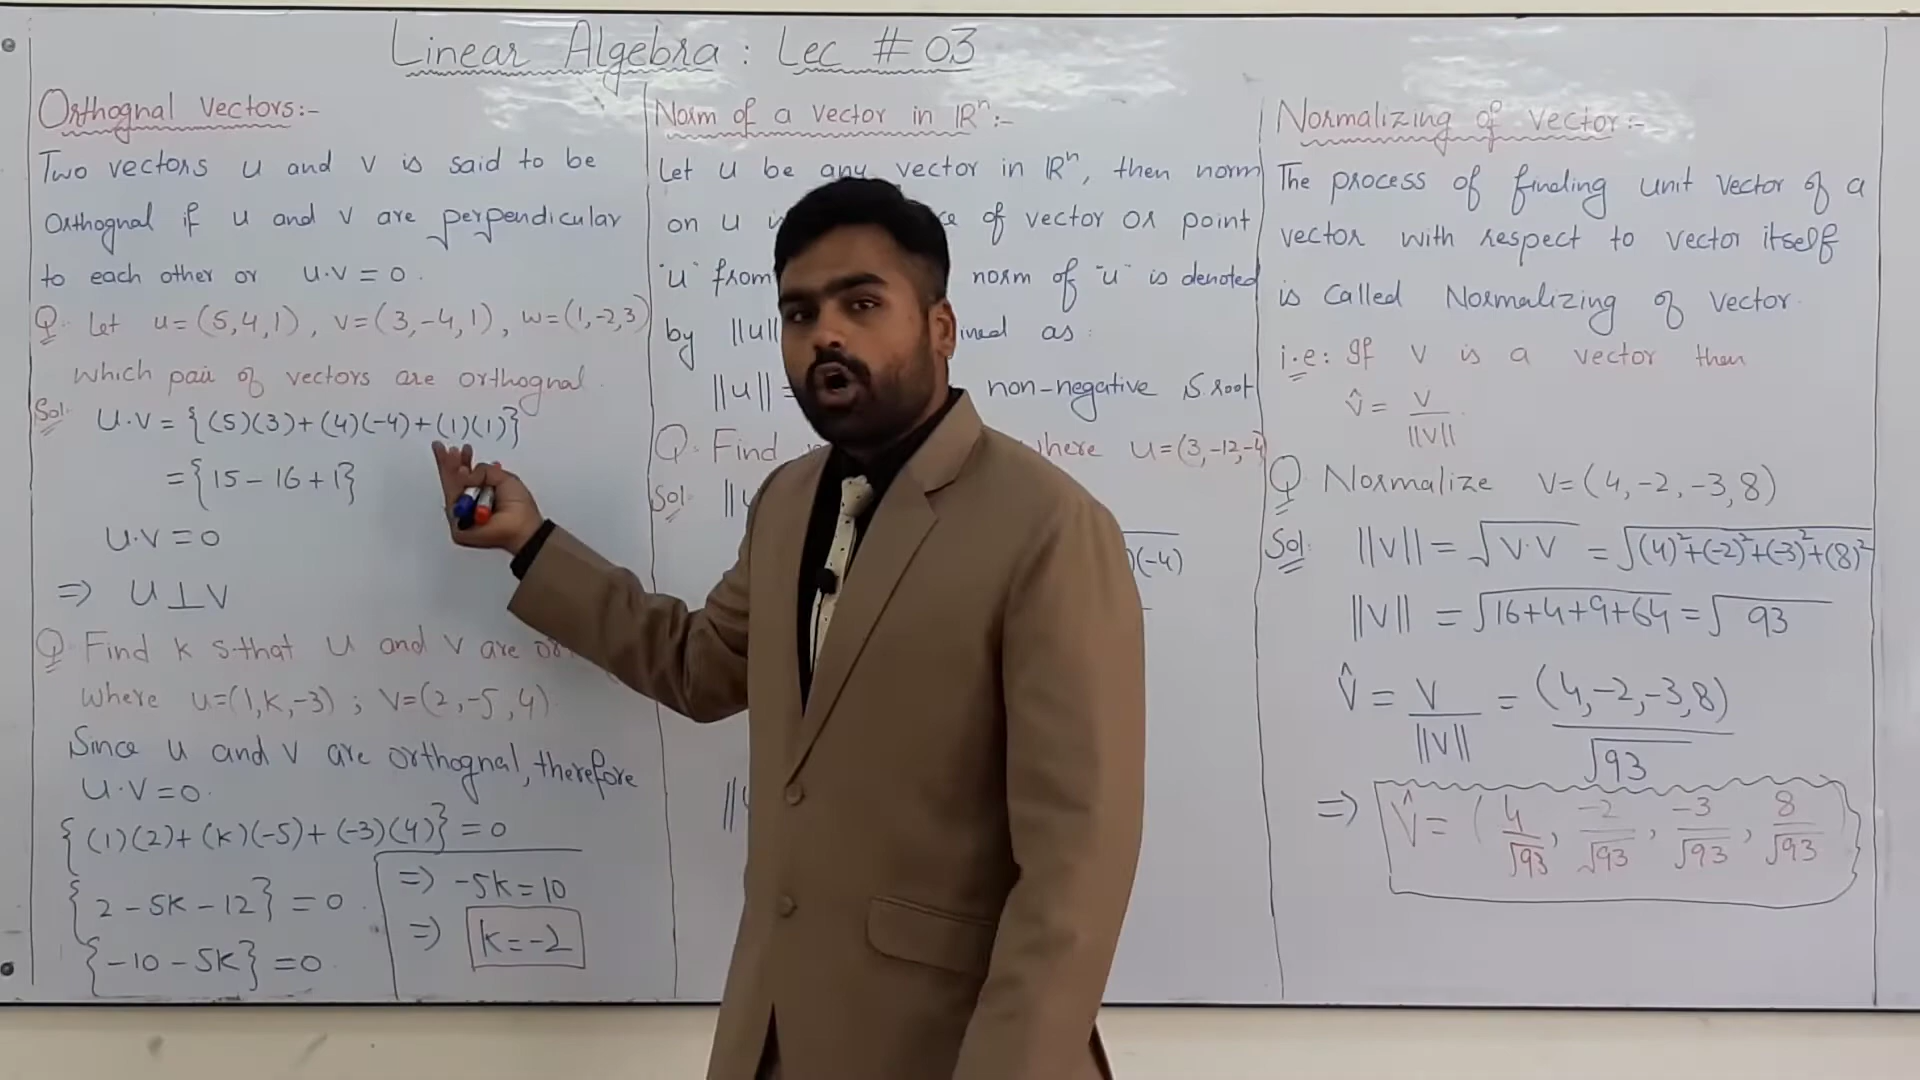 Linear Algebra: Lec # 03
Orthognal Vectors:-
Two vectors u and v is said to be
Orthognal if u and v are perpendicular
to each other or u.v = 0.
Q. Let u=(5,4,1), v=(3,-4,1), w=(1,-2,3)
Which pair of vectors are orthognal.
Sol: u.v = {(5)(3)+(4)(-4)+(1)(1)}
={15-16+1}
u.v=0
=> u⊥v
Q Find k s.that u and v are
where u=(1,k,-3) ; v=(2,-5,4)
Since u and v are orthognal, therefore
u.v=0.
{(1)(2)+(k)(-5)+(-3)(4)}=0
{2-5k-12}=0
{-10-5k}=0
=> -5k=10
=> k=-2
Norm of a vector in ℝⁿ:-
Let u be any vector in ℝⁿ, then norm
on u of vector or point
"u" from norm of "u" is denoted
by ||u|| as:
||u|| = non-negative S.root
Q. Find where u=(3,-12,-4)
Sol:
(-4)
Normalizing of vector:-
The process of finding unit vector of a
vector with respect to vector itself
is called Normalizing of vector.
i.e: If v is a vector then
v̂ = v/||v||
Q Normalize v=(4,-2,-3,8)
Sol: ||v|| = √v.v = √(4)²+(-2)²+(-3)²+(8)²
||v|| = √16+4+9+64 = √93
v̂ = v/||v|| = (4,-2,-3,8)/√93
=> v̂ = (4/√93, -2/√93, -3/√93, 8/√93